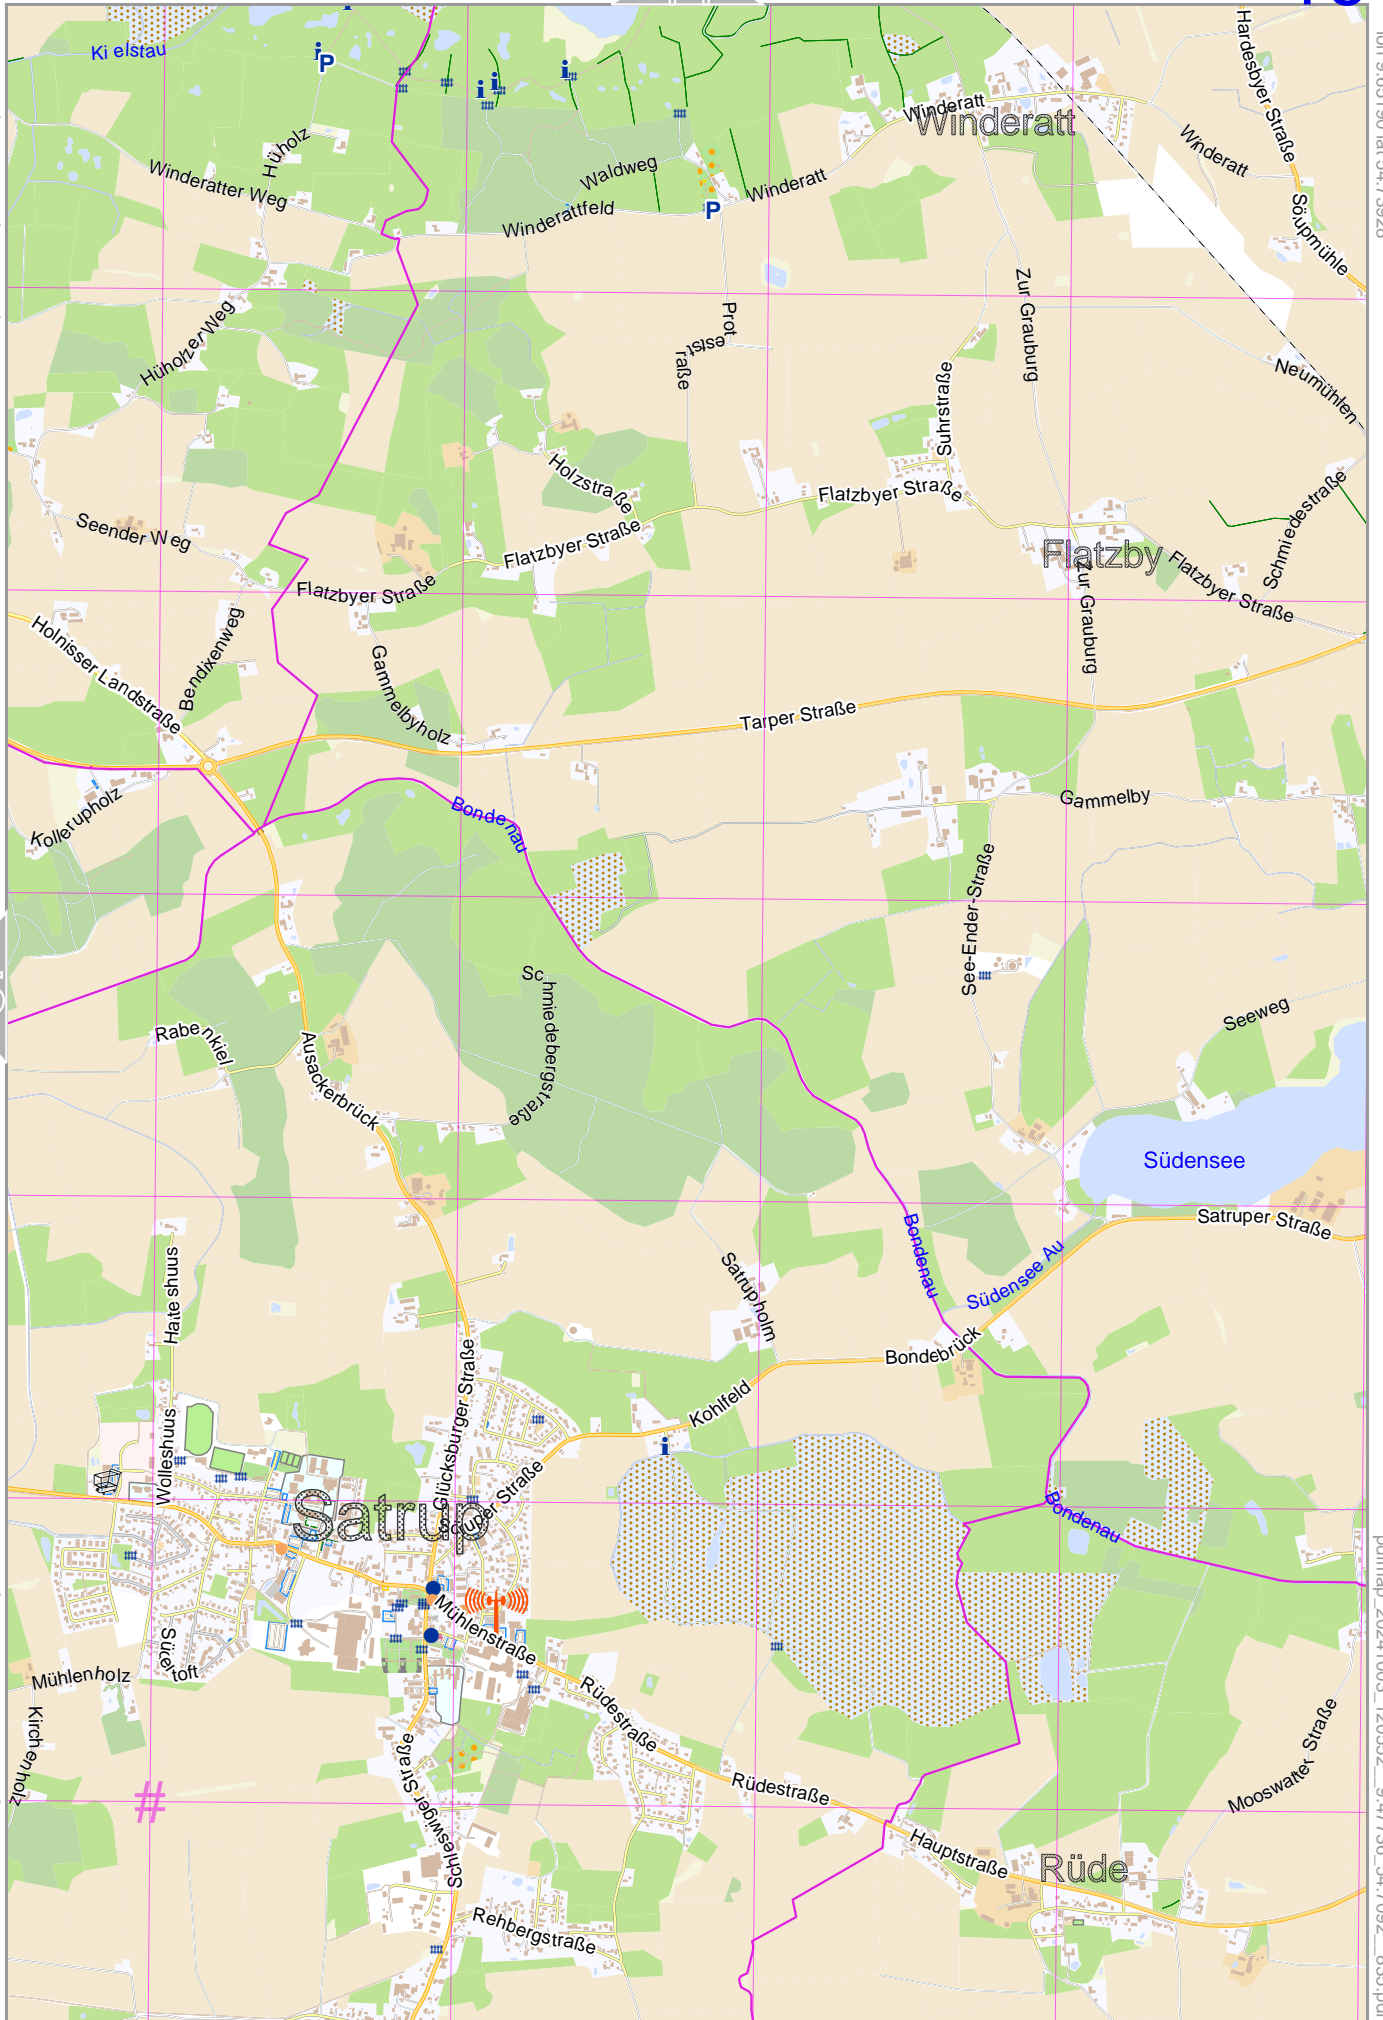 Ki elstau
i
P
i
i
i
Hüholz
Winderatter Weg
Waldweg
Winderattfeld
P
Winderatt
Winderatt
Winderatt
Winderatt
Hardesbyer Straße
Söupmühle
Zur Grauburg
Hüholzer Weg
Protestst
raße
Suhrstraße
Neumühlen
Holzstraße
Flatzbyer Straße
Schmiedestraße
Seender Weg
Flatzbyer Straße
Flatzby
Flatzbyer Straße
Flatzbyer Straße
Zur Grauburg
Holnisser Landstraße
Bendixenweg
Gammelbyholz
Tarper Straße
Kollerupholz
Bondenau
Gammelby
See-Ender-Straße
Schmiedebergstraße
Seeweg
Rabenkiel
Ausackerbrück
Südensee
Satruper Straße
Bondenau
Südensee Au
Satrupholm
Hatteshuus
Bondebrück
Glücksburger Straße
Kohlfeld
i
Wolleshuus
Satrup
Bondenau
Mühlenstraße
Mühlenholz
toft
Rüdestraße
Kirchenholz
Schleswiger Straße
Rüdestraße
Mooswatter Straße
#
Hauptstraße
Rüde
Rehbergstraße